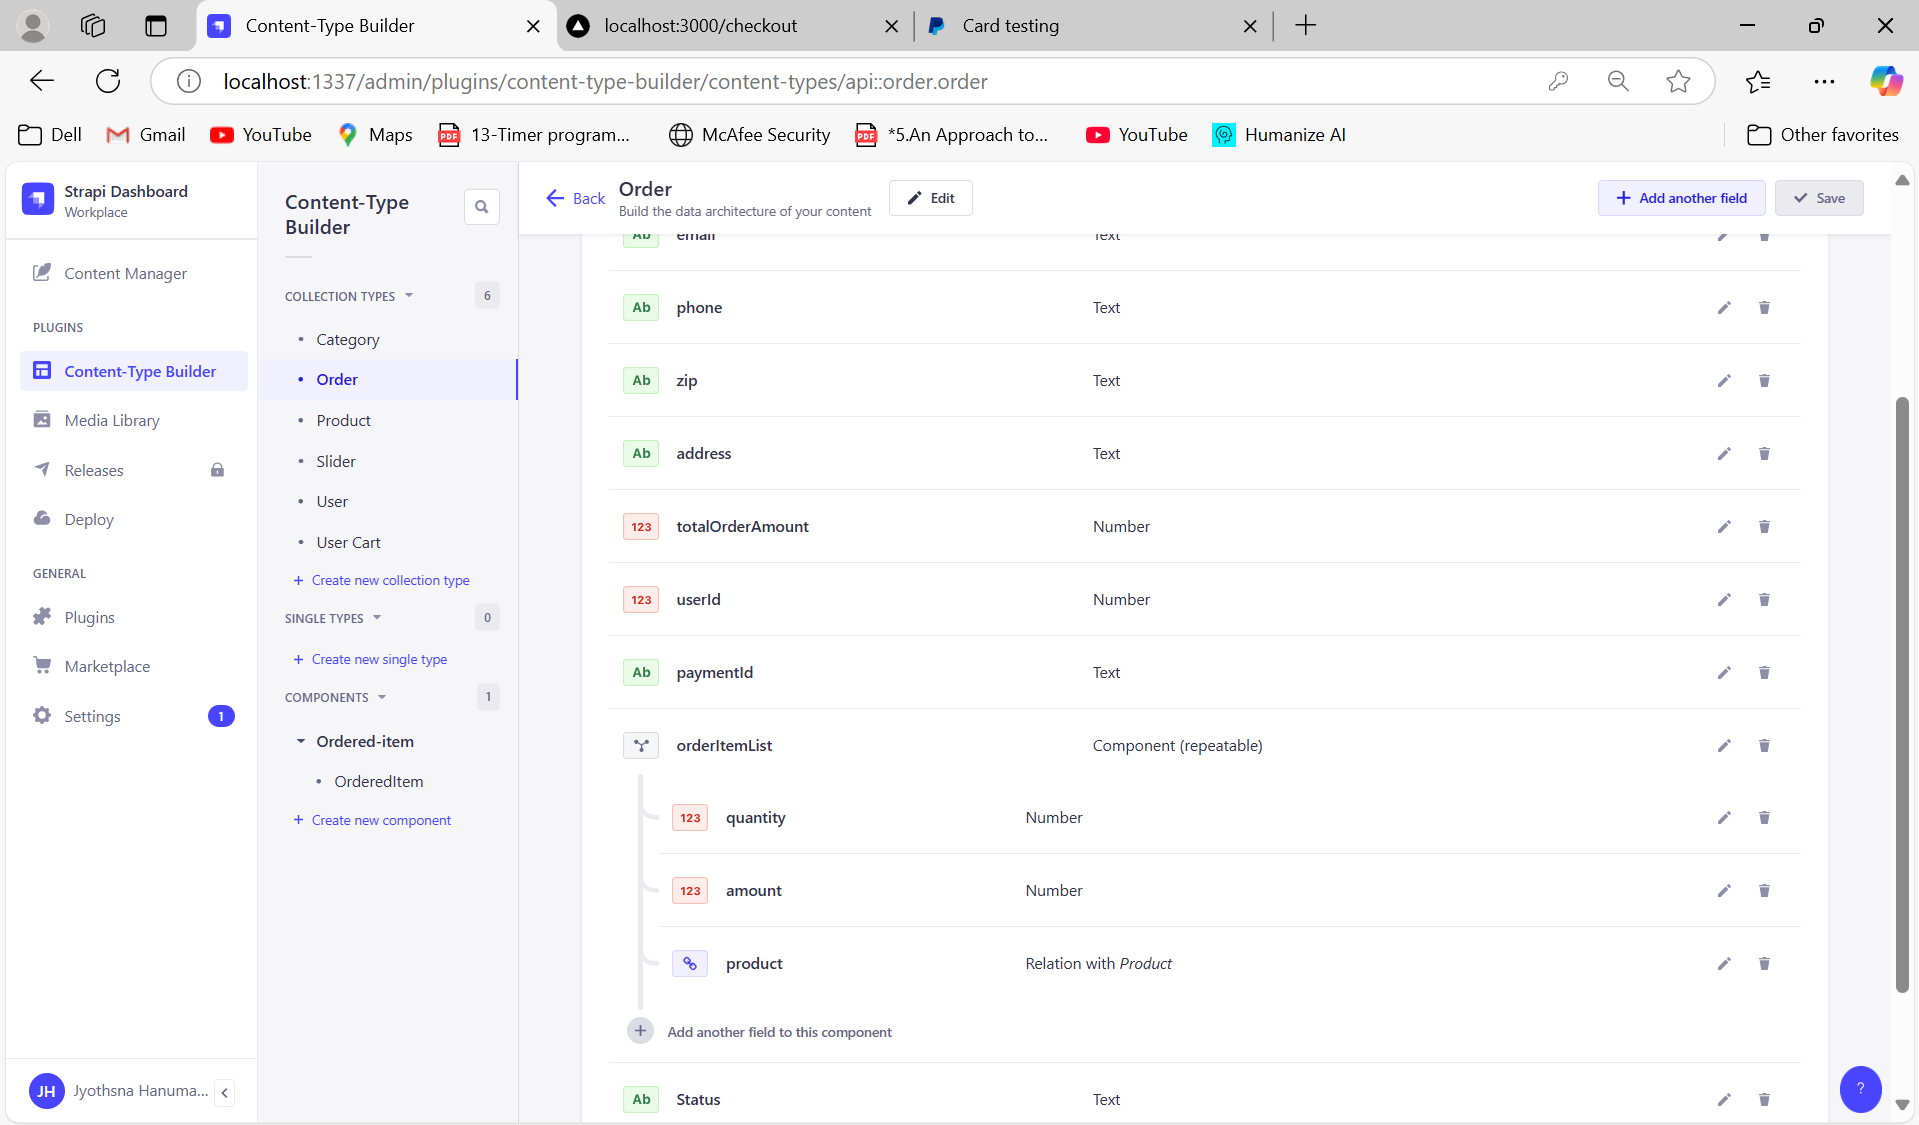 Content-Type Builder
localhost:3000/checkout
Card testing
localhost:1337/admin/plugins/content-type-builder/content-types/api::order.order
Dell
Gmail
YouTube
Maps
PDF
13-Timer program...
McAfee Security
PDF
*5.An Approach to...
YouTube
Humanize AI
Other favorites
Strapi Dashboard
Workplace
Content Manager
PLUGINS
Content-Type Builder
Media Library
Releases
Deploy
GENERAL
Plugins
Marketplace
Settings
1
JH
Jyothsna Hanuma...
Content-Type
Builder
COLLECTION TYPES
6
Category
Order
Product
Slider
User
User Cart
Create new collection type
SINGLE TYPES
0
Create new single type
COMPONENTS
1
Ordered-item
OrderedItem
Create new component
Back
Order
Build the data architecture of your content
Edit
Add another field
Save
Ab email Text
Ab phone Text
Ab zip Text
Ab address Text
123 totalOrderAmount Number
123 userId Number
Ab paymentId Text
orderItemList Component (repeatable)
123 quantity Number
123 amount Number
product Relation with Product
Add another field to this component
Ab Status Text
?